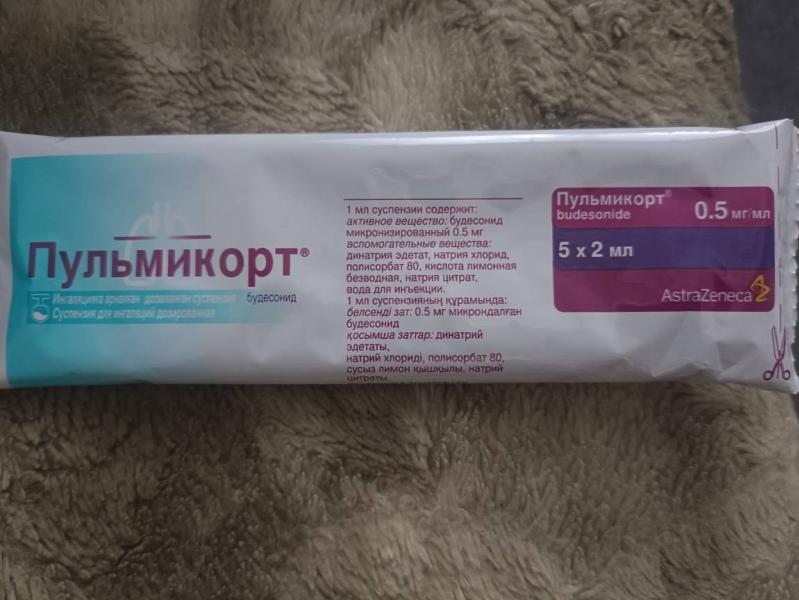 Пульмикорт®
Ингаляцияга арналған дозаланған суспензия
Суспензия для ингаляций дозированная
будесонид
1 мл суспензии содержит:
активное вещество: будесонид
микронизированный 0.5 мг
вспомогательные вещества:
динатрия эдетат, натрия хлорид,
полисорбат 80, кислота лимонная
безводная, натрия цитрат,
вода для инъекции.
1 мл суспензияның құрамында:
белсенді зат: 0.5 мг микрондалған
будесонид
қосымша заттар: динатрий
эдетаты,
натрий хлориді, полисорбат 80,
сусыз лимон қышқылы, натрий
цитраты,
Пульмикорт®
budesonide
0.5 мг/мл
5 x 2 мл
AstraZeneca